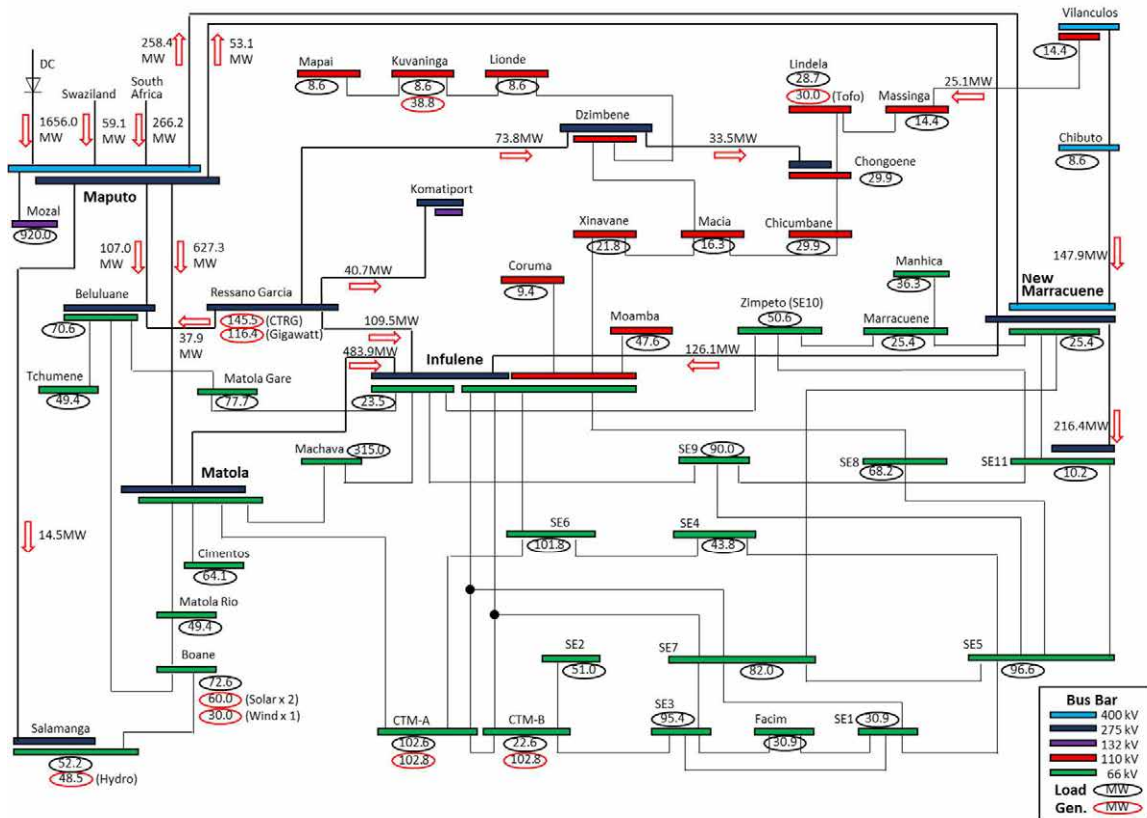 258.4
MW
53.1
MW
DC
Swaziland
South
Africa
1656.0
MW
59.1
MW
266.2
MW
Maputo
Mozal
920.0
107.0
MW
627.3
MW
Mapai
8.6
Kuvaninga
8.6
38.8
Lionde
8.6
Dzimbene
73.8MW
33.5MW
Lindela
28.7
30.0 (Tofo)
Massinga
14.4
25.1MW
Vilanculos
14.4
Chibuto
8.6
Chongoene
29.9
Komatiport
40.7MW
Xinavane
21.8
Macia
16.3
Chicumbane
29.9
Manhica
36.3
147.9MW
New
Marracuene
25.4
Beluluane
70.6
Ressano Garcia
145.5 (CTRG)
116.4 (Gigawatt)
37.9
MW
109.5MW
483.9MW
Coruma
9.4
Moamba
47.6
Zimpeto (SE10)
50.6
Marracuene
25.4
126.1MW
Infulene
23.5
Tchumene
49.4
Matola Gare
77.7
Machava
315.0
SE9
90.0
SE8
68.2
216.4MW
SE11
10.2
Matola
14.5MW
Cimentos
64.1
Matola Rio
49.4
Boane
72.6
60.0 (Solar x 2)
30.0 (Wind x 1)
SE6
101.8
SE4
43.8
SE2
51.0
SE7
82.0
SE5
96.6
Salamanga
52.2
48.5 (Hydro)
CTM-A
102.6
102.8
CTM-B
22.6
102.8
SE3
95.4
Facim
30.9
SE1
30.9
Bus Bar
400 kV
275 kV
132 kV
110 kV
66 kV
Load MW
Gen. MW